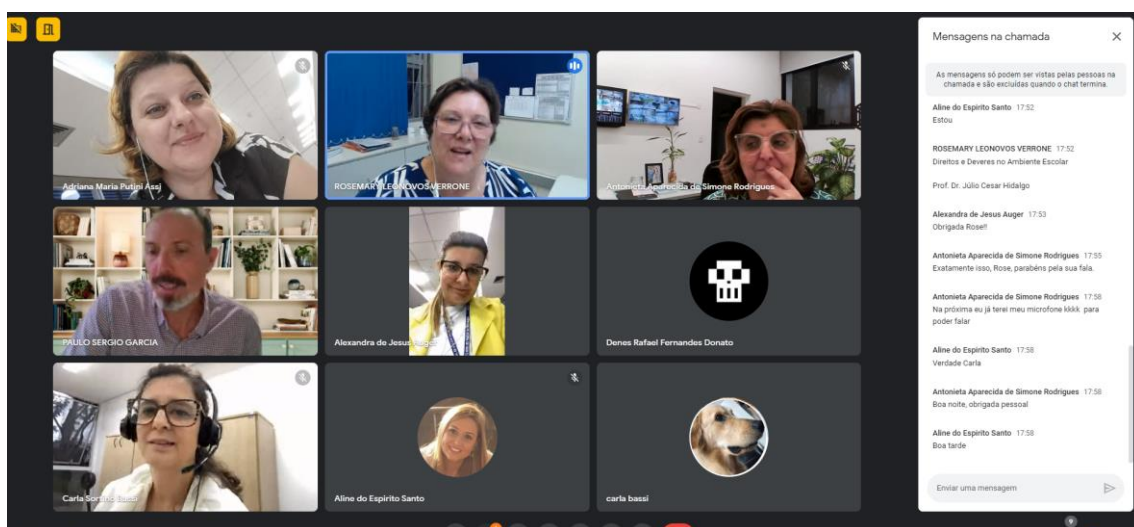 Adriana Maria Putini Assj
ROSEMARY LEONOVOS VERRONE
Antonieta Aparecida de Simone Rodrigues
PAULO SERGIO GARCIA
Alexandra de Jesus Auger
Denes Rafael Fernandes Donato
Carla
Aline do Espirito Santo
carla bassi
Mensagens na chamada
As mensagens só podem ser vistas pelas pessoas na
chamada e são excluídas quando o chat termina.
Aline do Espirito Santo 17:52
Estou
ROSEMARY LEONOVOS VERRONE 17:52
Direitos e Deveres no Ambiente Escolar
Prof. Dr. Júlio Cesar Hidalgo
Alexandra de Jesus Auger 17:53
Obrigada Rose!!
Antonieta Aparecida de Simone Rodrigues 17:55
Exatamente isso, Rose, parabéns pela sua fala.
Antonieta Aparecida de Simone Rodrigues 17:58
Na próxima eu já terei meu microfone kkkk para
poder falar
Aline do Espirito Santo 17:58
Verdade Carla
Antonieta Aparecida de Simone Rodrigues 17:58
Boa noite, obrigada pessoal
Aline do Espirito Santo 17:58
Boa tarde
Enviar uma mensagem